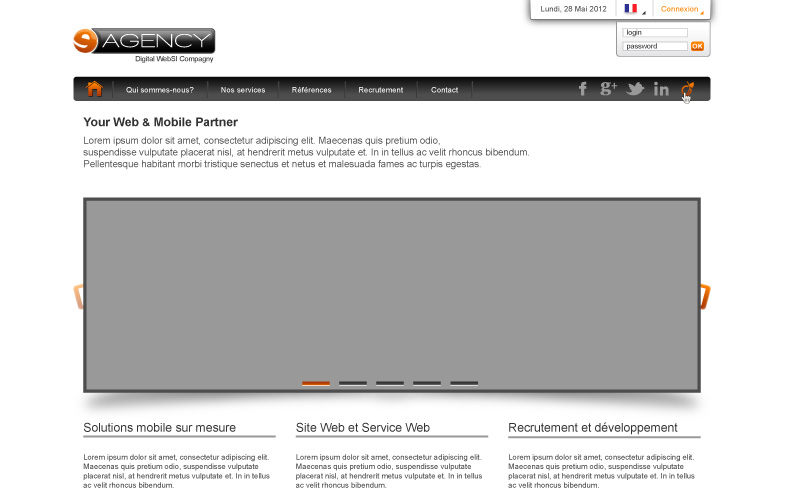 Lundi, 28 Mai 2012
Connexion
login
password OK
9 AGENCY
Digital WebSI Compagny
Qui sommes-nous? Nos services Références Recrutement Contact
f g+ in
Your Web & Mobile Partner
Lorem ipsum dolor sit amet, consectetur adipiscing elit. Maecenas quis pretium odio,
suspendisse vulputate placerat nisl, at hendrerit metus vulputate et. In in tellus ac velit rhoncus bibendum.
Pellentesque habitant morbi tristique senectus et netus et malesuada fames ac turpis egestas.
Solutions mobile sur mesure
Lorem ipsum dolor sit amet, consectetur adipiscing elit.
Maecenas quis pretium odio, suspendisse vulputate
placerat nisl, at hendrerit metus vulputate et. In in tellus
ac velit rhoncus bibendum.
Site Web et Service Web
Lorem ipsum dolor sit amet, consectetur adipiscing elit.
Maecenas quis pretium odio, suspendisse vulputate
placerat nisl, at hendrerit metus vulputate et. In in tellus
ac velit rhoncus bibendum.
Recrutement et développement
Lorem ipsum dolor sit amet, consectetur adipiscing elit.
Maecenas quis pretium odio, suspendisse vulputate
placerat nisl, at hendrerit metus vulputate et. In in tellus
ac velit rhoncus bibendum.